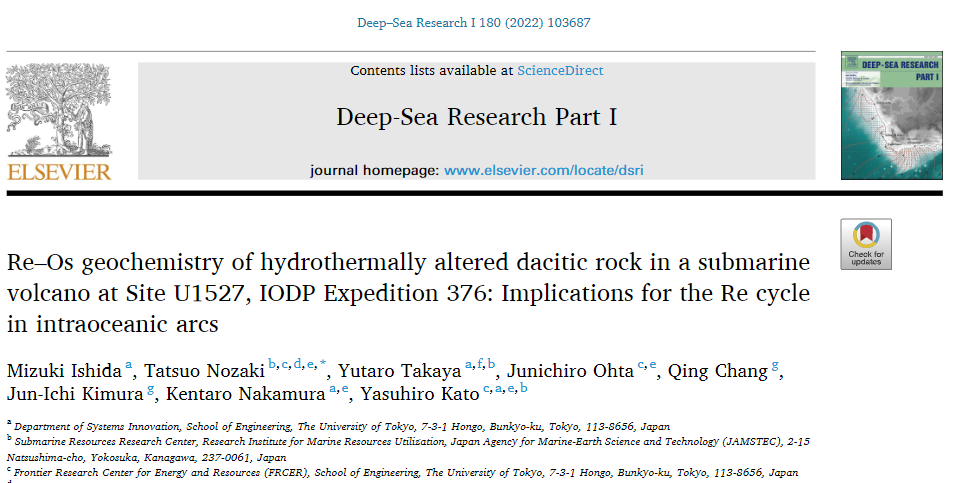 Deep–Sea Research I 180 (2022) 103687
Contents lists available at ScienceDirect
Deep-Sea Research Part I
journal homepage: www.elsevier.com/locate/dsri
ELSEVIER
DEEP-SEA RESEARCH
PART I
Check for
updates
Re–Os geochemistry of hydrothermally altered dacitic rock in a submarine
volcano at Site U1527, IODP Expedition 376: Implications for the Re cycle
in intraoceanic arcs
Mizuki Ishida a, Tatsuo Nozaki b,c,d,e,*, Yutaro Takaya a,f,b, Junichiro Ohta c,e, Qing Chang g,
Jun-Ichi Kimura g, Kentaro Nakamura a,e, Yasuhiro Kato c,a,e,b
a Department of Systems Innovation, School of Engineering, The University of Tokyo, 7-3-1 Hongo, Bunkyo-ku, Tokyo, 113-8656, Japan
b Submarine Resources Research Center, Research Institute for Marine Resources Utilisation, Japan Agency for Marine-Earth Science and Technology (JAMSTEC), 2-15
Natsushima-cho, Yokosuka, Kanagawa, 237-0061, Japan
c Frontier Research Center for Energy and Resources (FRCER), School of Engineering, The University of Tokyo, 7-3-1 Hongo, Bunkyo-ku, Tokyo, 113-8656, Japan